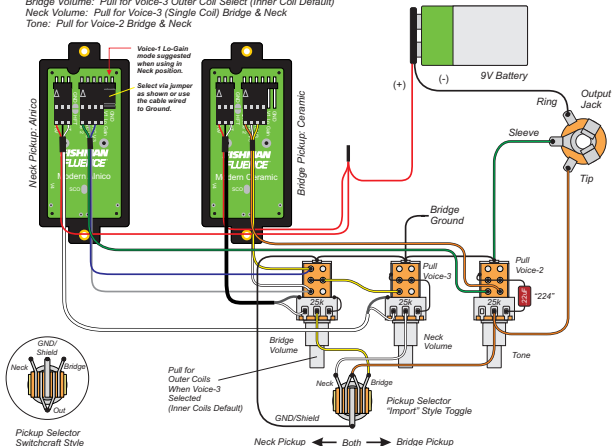 Bridge Volume: Pull for Voice-3 Outer Coil Select (Inner Coil Default)
Neck Volume: Pull for Voice-3 (Single Coil) Bridge & Neck
Tone: Pull for Voice-2 Bridge & Neck
Voice-1 Lo-Gain
mode suggested
when using in
Neck position.
Select via jumper
as shown or use
the cable wired
to Ground.
Neck Pickup: Alnico
Bridge Pickup: Ceramic
FISHMAN
FLUENCE
Modern Alnico
FISHMAN
FLUENCE
Modern Ceramic
(+)
(-)
9V Battery
Ring
Output
Jack
Sleeve
Tip
Bridge
Ground
Pull
Voice-3
Pull
Voice-2
25k
25k
25k
.22uF
"224"
Bridge
Volume
Neck
Volume
Tone
Pull for
Outer Coils
When Voice-3
Selected
(Inner Coils Default)
GND/
Shield
Neck
Bridge
Out
Pickup Selector
Switchcraft Style
Neck
Bridge
GND/Shield
Pickup Selector
"Import" Style Toggle
Neck Pickup
Both
Bridge Pickup